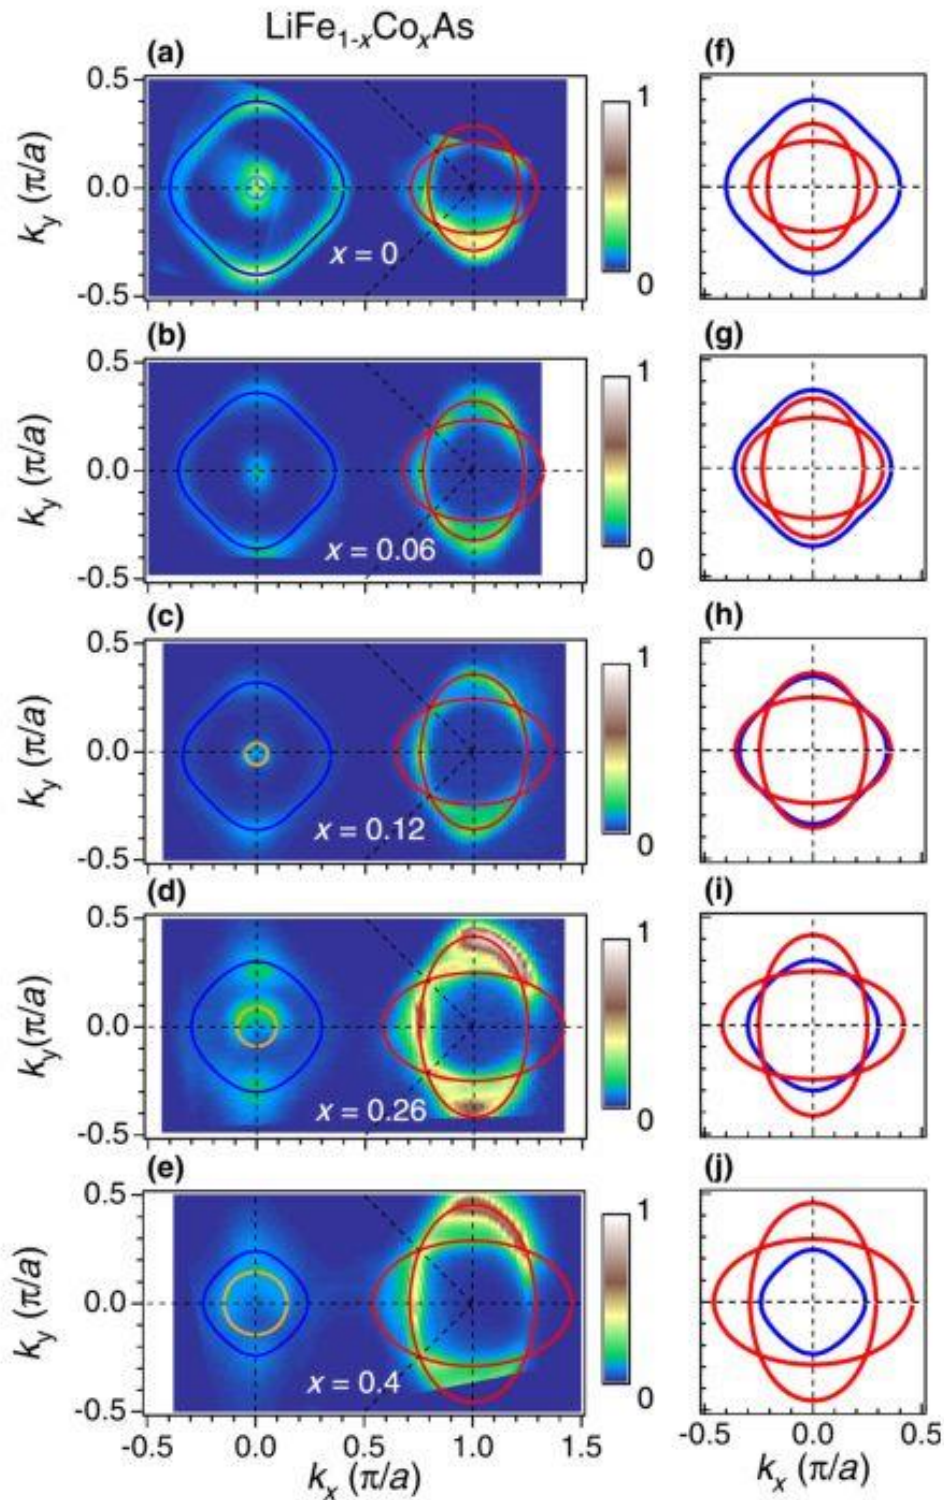 LiFe1-xCoxAs
(a)
(f)
ky (π/a)
0.5
0.0
-0.5
x = 0
1
0
(b)
(g)
ky (π/a)
0.5
0.0
-0.5
x = 0.06
1
0
(c)
(h)
ky (π/a)
0.5
0.0
-0.5
x = 0.12
1
0
(d)
(i)
ky(π/a)
0.5
0.0
-0.5
x = 0.26
1
0
(e)
(j)
ky (π/a)
0.5
0.0
-0.5
x = 0.4
1
0
-0.5 0.0 0.5 1.0 1.5
kx (π/a)
-0.5 0.5
kx (π/a)